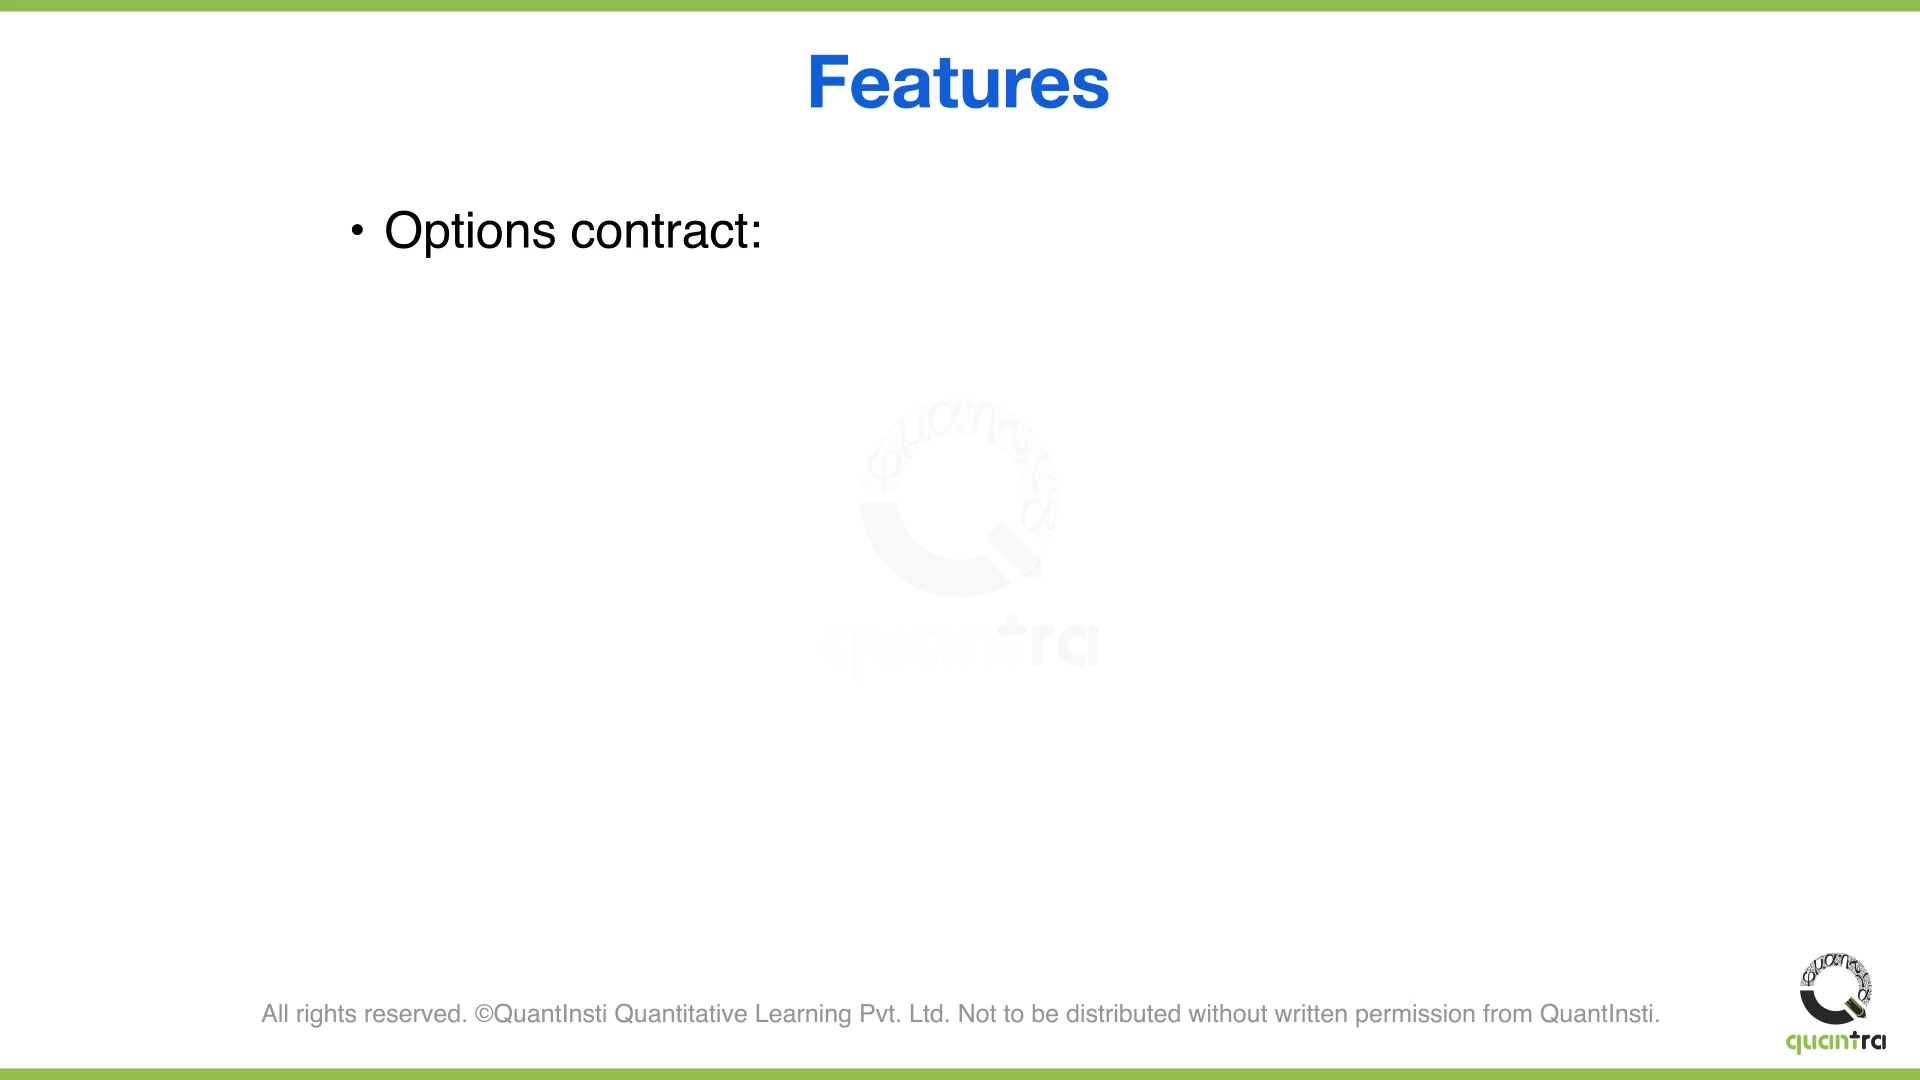 Features
• Options contract:
quantra
All rights reserved. ©QuantInsti Quantitative Learning Pvt. Ltd. Not to be distributed without written permission from QuantInsti.
quantra